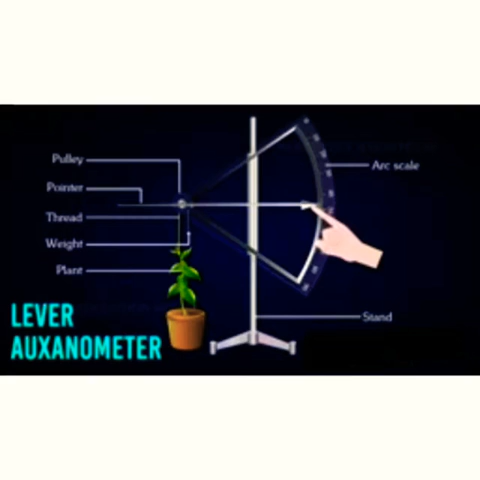 Pulley
Pointer
Thread
Weight
Plant
Arc scale
Stand
LEVER
AUXANOMETER